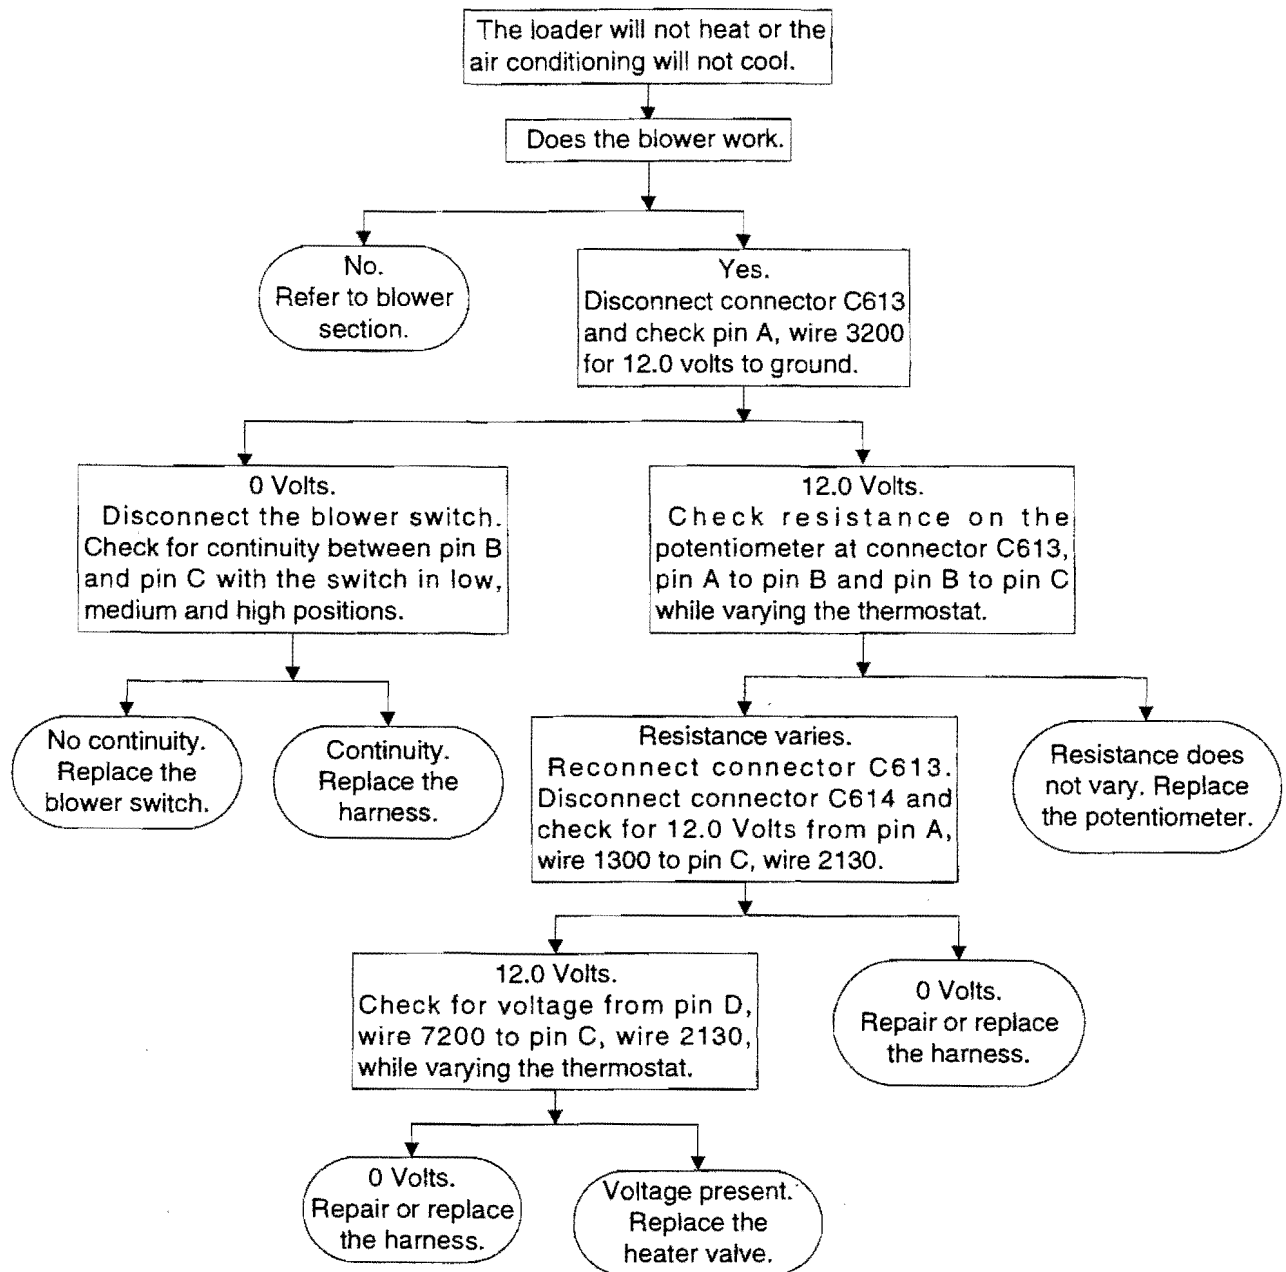 The loader will not heat or the
air conditioning will not cool.
Does the blower work.
No.
Refer to blower
section.
Yes.
Disconnect connector C613
and check pin A, wire 3200
for 12.0 volts to ground.
0 Volts.
Disconnect the blower switch.
Check for continuity between pin B
and pin C with the switch in low,
medium and high positions.
12.0 Volts.
Check resistance on the
potentiometer at connector C613,
pin A to pin B and pin B to pin C
while varying the thermostat.
No continuity.
Replace the
blower switch.
Continuity.
Replace the
harness.
Resistance varies.
Reconnect connector C613.
Disconnect connector C614 and
check for 12.0 Volts from pin A,
wire 1300 to pin C, wire 2130.
Resistance does
not vary. Replace
the potentiometer.
12.0 Volts.
Check for voltage from pin D,
wire 7200 to pin C, wire 2130,
while varying the thermostat.
0 Volts.
Repair or replace
the harness.
0 Volts.
Repair or replace
the harness.
Voltage present.
Replace the
heater valve.